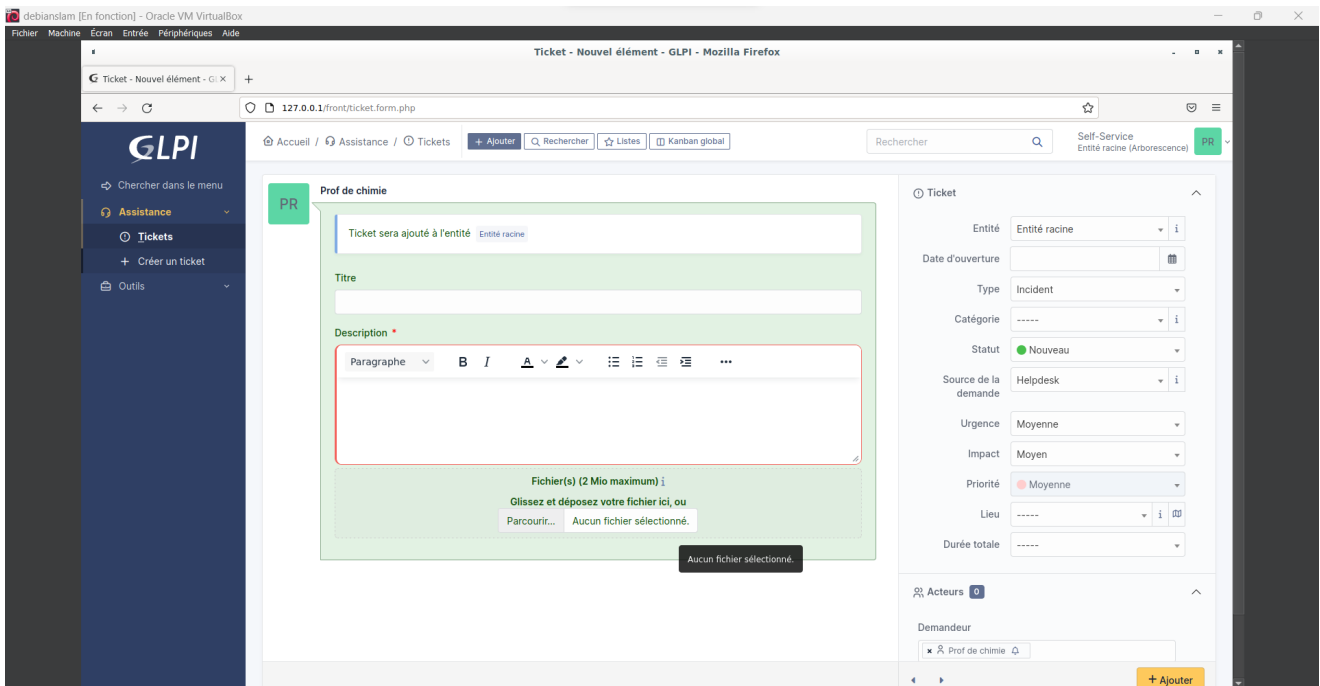 debianslam [En fonction] - Oracle VM VirtualBox
Fichier Machine Écran Entrée Périphériques Aide
Ticket - Nouvel élément - GLPI - Mozilla Firefox
Ticket - Nouvel élément - GL
127.0.0.1/front/ticket.form.php
GLPI
Accueil / Assistance / Tickets
+ Ajouter
Rechercher
Listes
Kanban global
Rechercher
Self-Service
Entité racine (Arborescence)
PR
Chercher dans le menu
Assistance
Tickets
+ Créer un ticket
Outils
PR
Prof de chimie
Ticket sera ajouté à l'entité Entité racine
Titre
Description *
Paragraphe B I A
Fichier(s) (2 Mio maximum) i
Glissez et déposez votre fichier ici, ou
Parcourir... Aucun fichier sélectionné.
Aucun fichier sélectionné.
Ticket
Entité Entité racine i
Date d'ouverture
Type Incident
Catégorie ----- i
Statut Nouveau
Source de la demande Helpdesk i
Urgence Moyenne
Impact Moyen
Priorité Moyenne
Lieu ----- i
Durée totale -----
Acteurs 0
Demandeur
x Prof de chimie
+ Ajouter